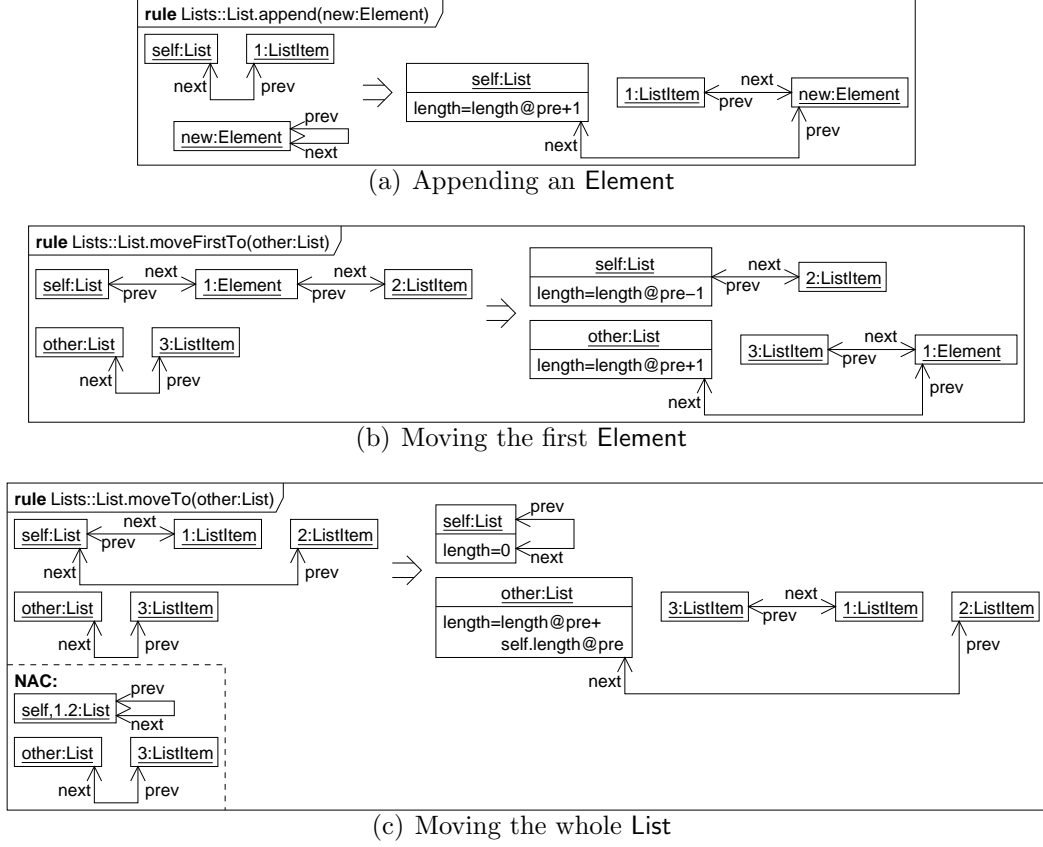 rule Lists::List.append(new:Element)
self:List 1:ListItem
next prev
new:Element
prev
next
self:List
length=length@pre+1
1:ListItem new:Element
next
prev
next prev
(a) Appending an Element
rule Lists::List.moveFirstTo(other:List)
self:List 1:Element 2:ListItem
next next
prev prev
other:List 3:ListItem
next prev
self:List
length=length@pre−1
2:ListItem
next
prev
other:List
length=length@pre+1
3:ListItem 1:Element
next
prev
next prev
(b) Moving the first Element
rule Lists::List.moveTo(other:List)
self:List 1:ListItem 2:ListItem
next
prev
next prev
other:List 3:ListItem
next prev
NAC:
self,1.2:List
prev
next
other:List 3:ListItem
next prev
self:List
length=0
prev
next
other:List
length=length@pre+
self.length@pre
3:ListItem 1:ListItem 2:ListItem
next
prev
next prev
(c) Moving the whole List